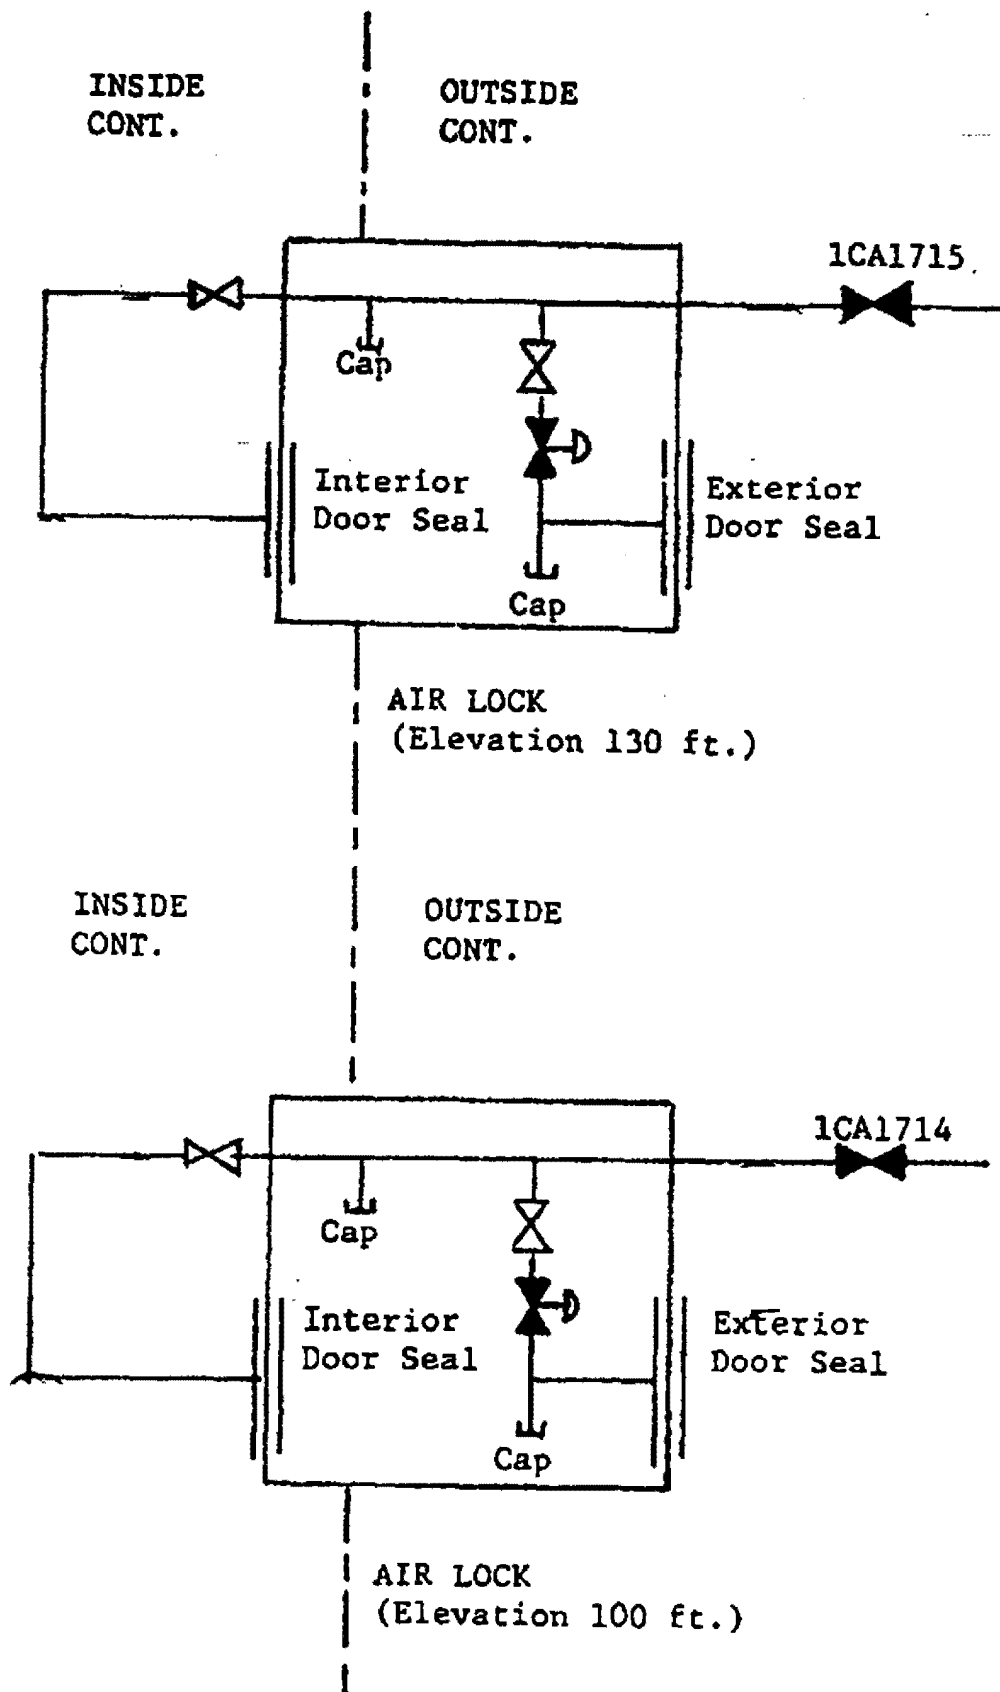 INSIDE
CONT.
OUTSIDE
CONT.
1CA1715
Cap
Interior
Door Seal
Exterior
Door Seal
Cap
AIR LOCK
(Elevation 130 ft.)
INSIDE
CONT.
OUTSIDE
CONT.
1CA1714
Cap
Interior
Door Seal
Exterior
Door Seal
Cap
AIR LOCK
(Elevation 100 ft.)